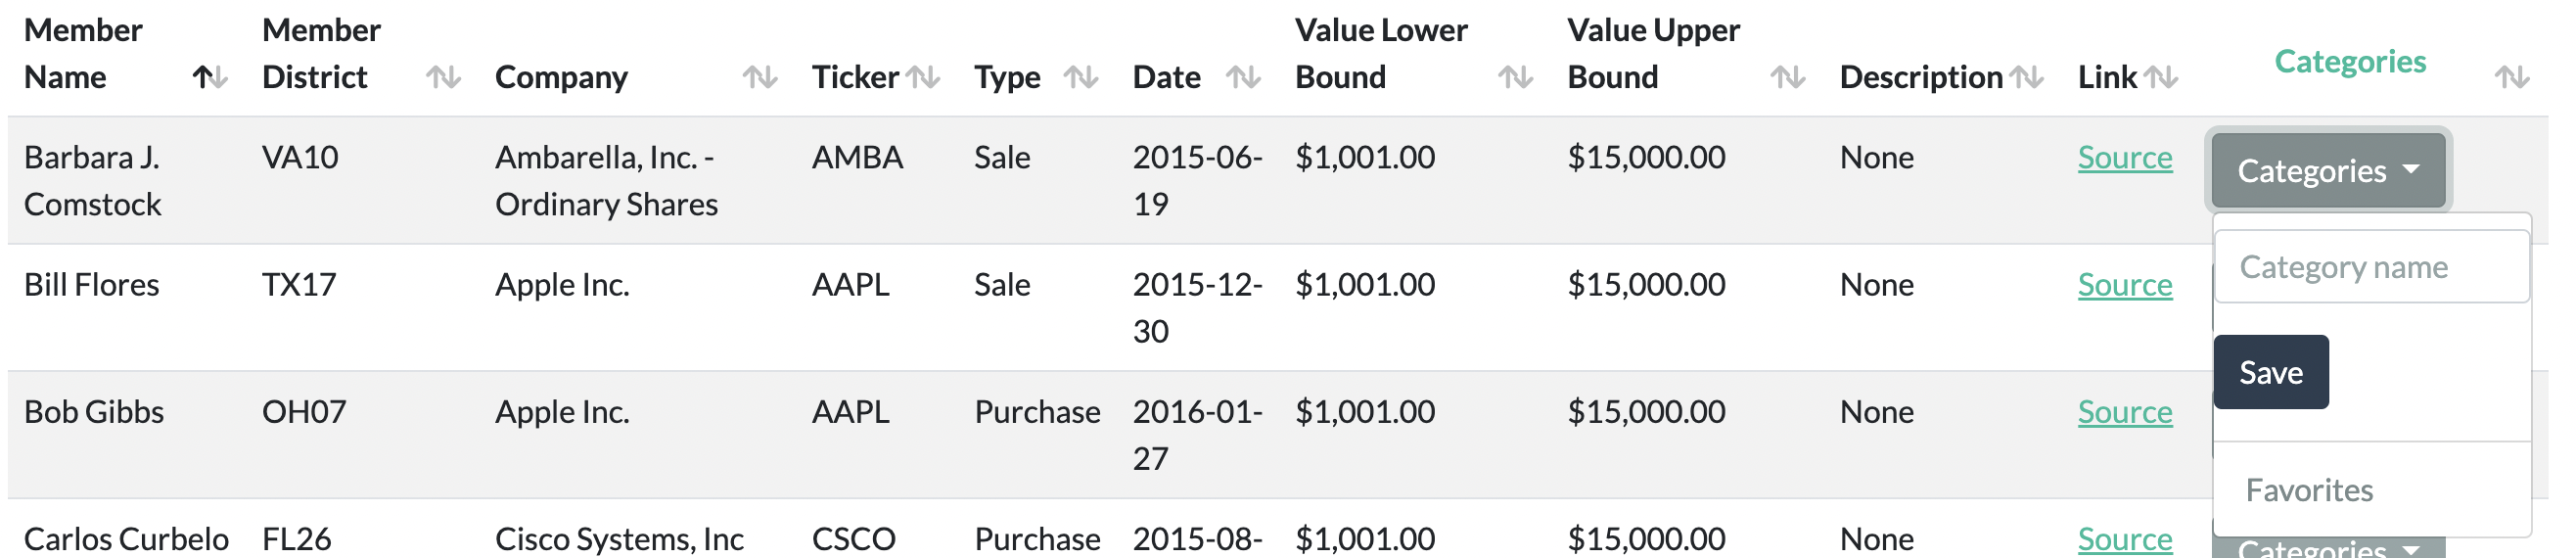 Member Name Member District Company Ticker Type Date Value Lower Bound Value Upper Bound Description Link Categories
Barbara J. Comstock VA10 Ambarella, Inc. - Ordinary Shares AMBA Sale 2015-06-19 $1,001.00 $15,000.00 None Source Categories
Category name
Bill Flores TX17 Apple Inc. AAPL Sale 2015-12-30 $1,001.00 $15,000.00 None Source
Save
Bob Gibbs OH07 Apple Inc. AAPL Purchase 2016-01-27 $1,001.00 $15,000.00 None Source
Favorites
Carlos Curbelo FL26 Cisco Systems, Inc CSCO Purchase 2015-08- $1,001.00 $15,000.00 None Source Categories